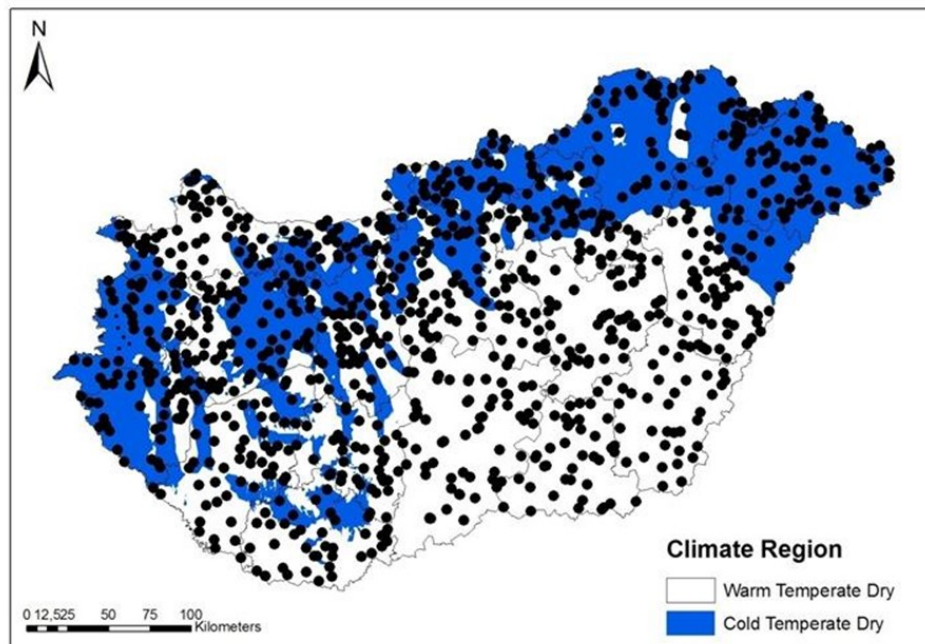 N
Climate Region
Warm Temperate Dry
Cold Temperate Dry
0 12,525 50 75 100
Kilometers